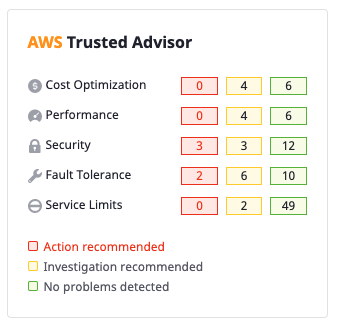 AWS Trusted Advisor
Cost Optimization 0 4 6
Performance 0 4 6
Security 3 3 12
Fault Tolerance 2 6 10
Service Limits 0 2 49
Action recommended
Investigation recommended
No problems detected